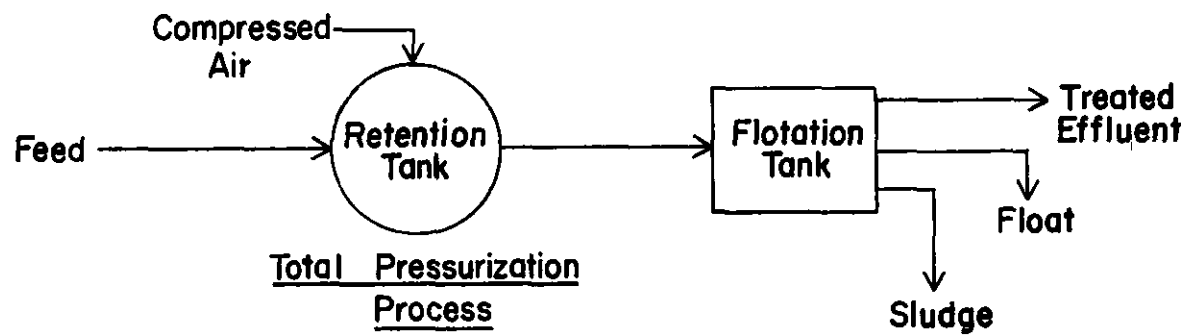 Compressed
Air
Feed
Retention
Tank
Flotation
Tank
Treated
Effluent
Float
Sludge
Total Pressurization
Process